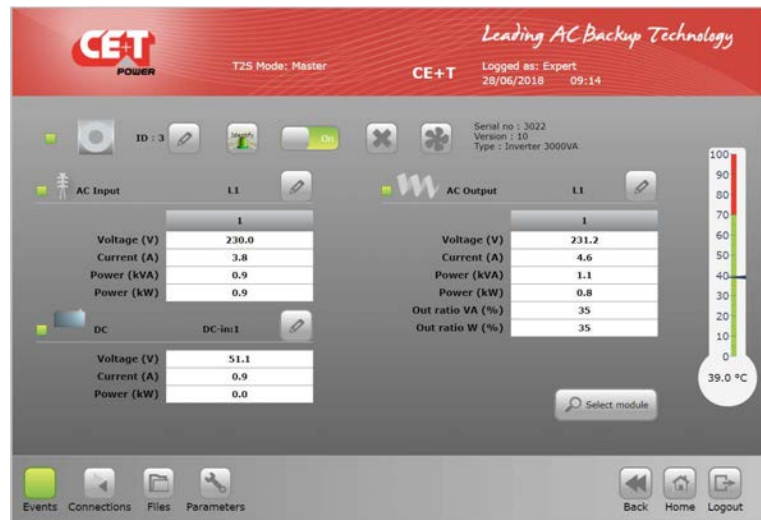 CE+T
POWER
T2S Mode: Master
Leading AC Backup Technology
CE+T
Logged as: Expert
28/06/2018 09:14
ID : 3
Identify
On
Serial no : 3022
Version : 10
Type : Inverter 3000VA
AC Input L1
1
Voltage (V) 230.0
Current (A) 3.8
Power (kVA) 0.9
Power (kW) 0.9
DC DC-in:1
Voltage (V) 51.1
Current (A) 0.9
Power (kW) 0.0
AC Output L1
1
Voltage (V) 231.2
Current (A) 4.6
Power (kVA) 1.1
Power (kW) 0.8
Out ratio VA (%) 35
Out ratio W (%) 35
100
90
80
70
60
50
40
30
20
10
0
39.0 °C
Select module
Events Connections Files Parameters
Back Home Logout